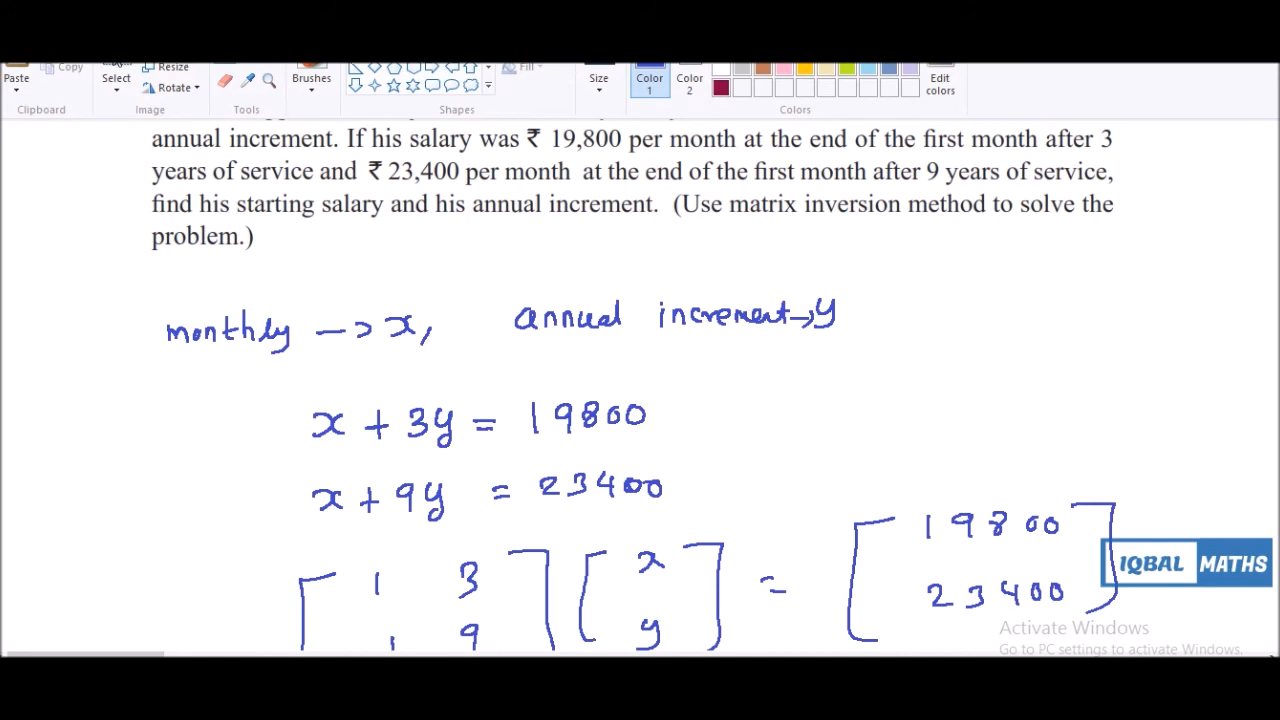 Paste
Copy
Select
Resize
Rotate
Brushes
Fill
Size
Color 1
Color 2
Edit colors
Clipboard
Image
Tools
Shapes
Colors
annual increment. If his salary was ₹ 19,800 per month at the end of the first month after 3
years of service and ₹ 23,400 per month at the end of the first month after 9 years of service,
find his starting salary and his annual increment. (Use matrix inversion method to solve the
problem.)
monthly → x, annual increment → y
x + 3y = 19800
x + 9y = 23400
[ 1 3 [ x = [ 19800
1 9 ] y ] 23400 ]
IQBAL MATHS
Activate Windows
Go to PC settings to activate Windows.